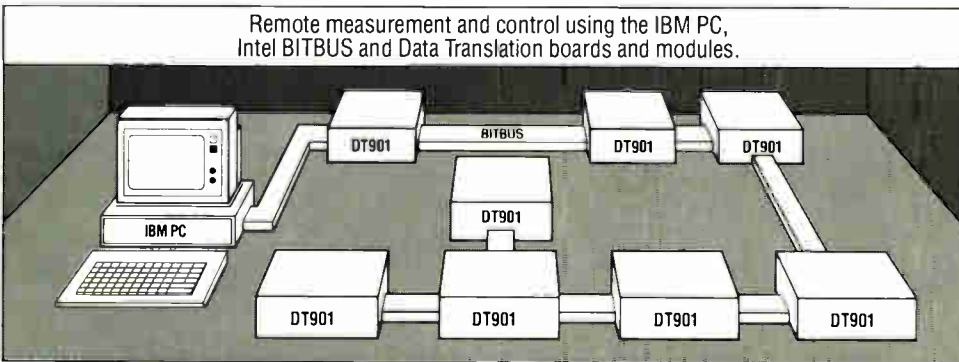 Remote measurement and control using the IBM PC,
Intel BITBUS and Data Translation boards and modules.
DT901
BITBUS
DT901
DT901
DT901
IBM PC
DT901
DT901
DT901
DT901